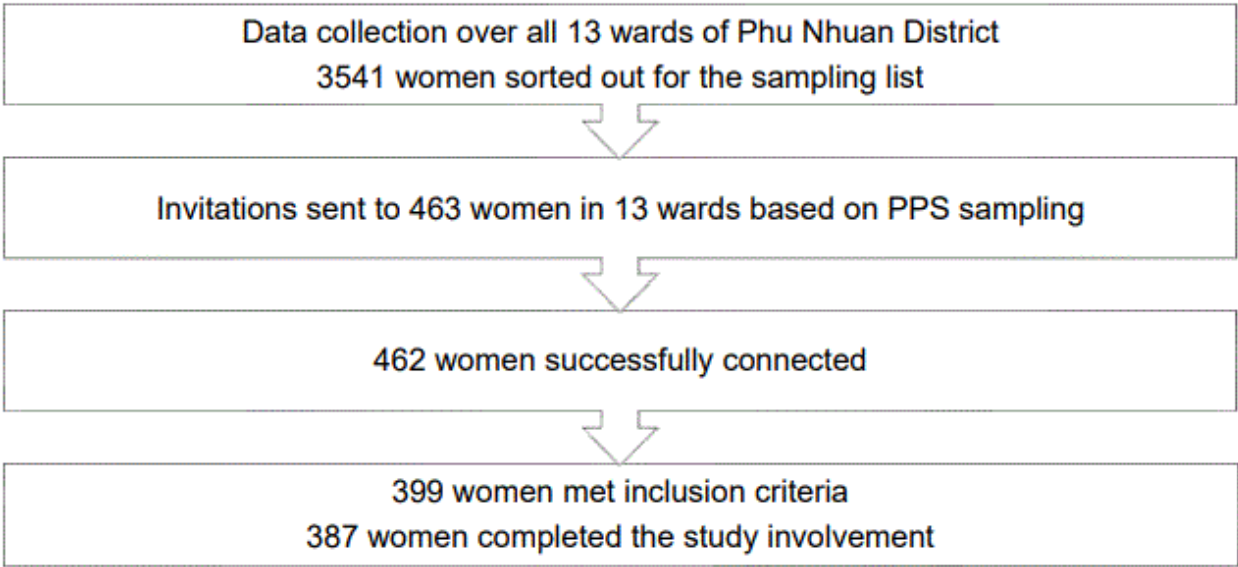 Data collection over all 13 wards of Phu Nhuan District
3541 women sorted out for the sampling list
Invitations sent to 463 women in 13 wards based on PPS sampling
462 women successfully connected
399 women met inclusion criteria
387 women completed the study involvement